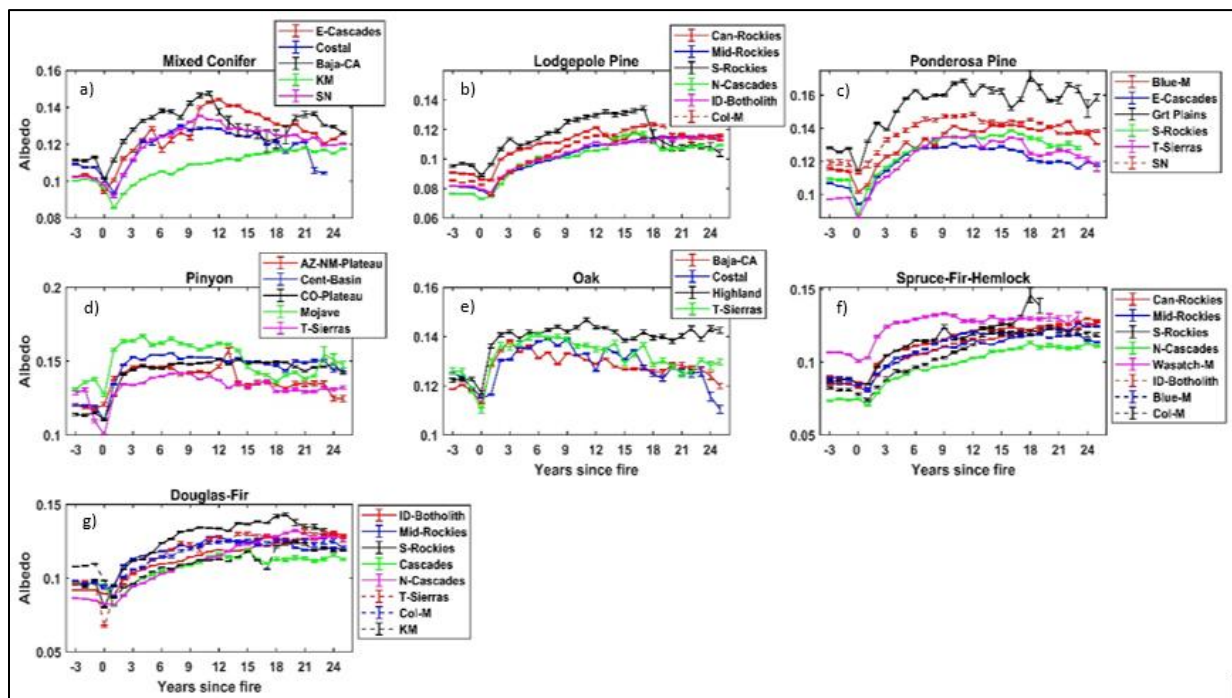 Mixed Conifer
a)
E-Cascades
Costal
Baja-CA
KM
SN
Albedo
0.16
0.14
0.12
0.1
0.08
-3 0 3 6 9 12 15 18 21 24
Lodgepole Pine
b)
Can-Rockies
Mid-Rockies
S-Rockies
N-Cascades
ID-Botholith
Col-M
0.14
0.12
0.1
0.08
0.06
-3 0 3 6 9 12 15 18 21 24
Ponderosa Pine
c)
Blue-M
E-Cascades
Grt Plains
S-Rockies
T-Sierras
SN
0.16
0.14
0.12
0.1
-3 0 3 6 9 12 15 18 21 24
Pinyon
d)
AZ-NM-Plateau
Cent-Basin
CO-Plateau
Mojave
T-Sierras
Albedo
0.2
0.15
0.1
-3 0 3 6 9 12 15 18 21 24
Oak
e)
Baja-CA
Costal
Highland
T-Sierras
0.16
0.14
0.12
0.1
-3 0 3 6 9 12 15 18 21 24
Years since fire
Spruce-Fir-Hemlock
f)
Can-Rockies
Mid-Rockies
S-Rockies
N-Cascades
Wasatch-M
ID-Botholith
Blue-M
Col-M
0.15
0.1
0.05
-3 0 3 6 9 12 15 18 21 24
Years since fire
Douglas-Fir
g)
ID-Botholith
Mid-Rockies
S-Rockies
Cascades
N-Cascades
T-Sierras
Col-M
KM
Albedo
0.15
0.1
0.05
-3 0 3 6 9 12 15 18 21 24
Years since fire